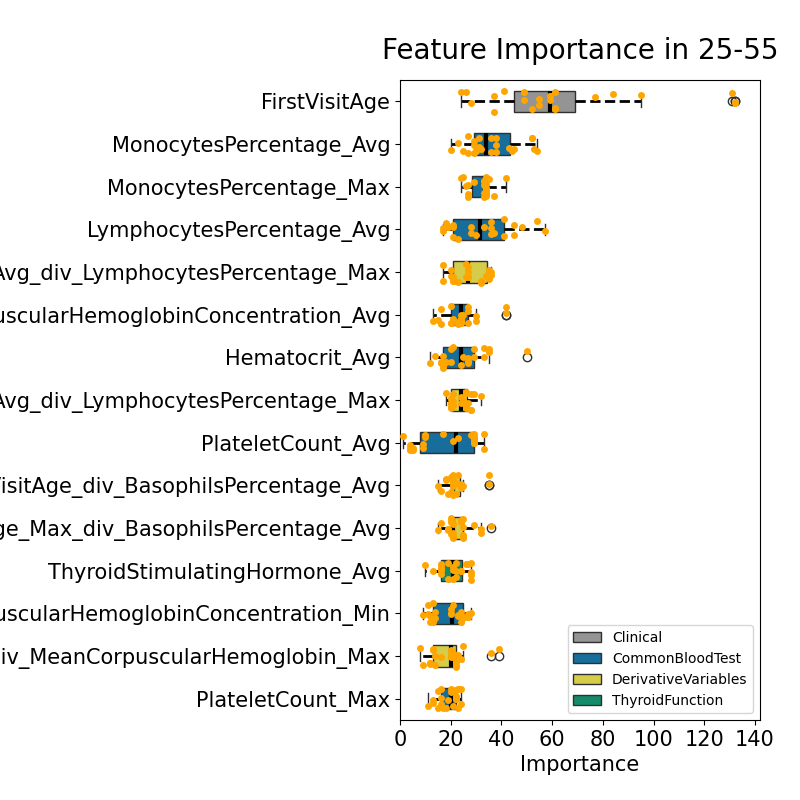 Feature Importance in 25-55
FirstVisitAge
MonocytesPercentage_Avg
MonocytesPercentage_Max
LymphocytesPercentage_Avg
Avg_div_LymphocytesPercentage_Max
uscularHemoglobinConcentration_Avg
Hematocrit_Avg
Avg_div_LymphocytesPercentage_Max
PlateletCount_Avg
VisitAge_div_BasophilsPercentage_Avg
ge_Max_div_BasophilsPercentage_Avg
ThyroidStimulatingHormone_Avg
uscularHemoglobinConcentration_Min
iv_MeanCorpuscularHemoglobin_Max
PlateletCount_Max
Clinical
CommonBloodTest
DerivativeVariables
ThyroidFunction
0 20 40 60 80 100 120 140
Importance